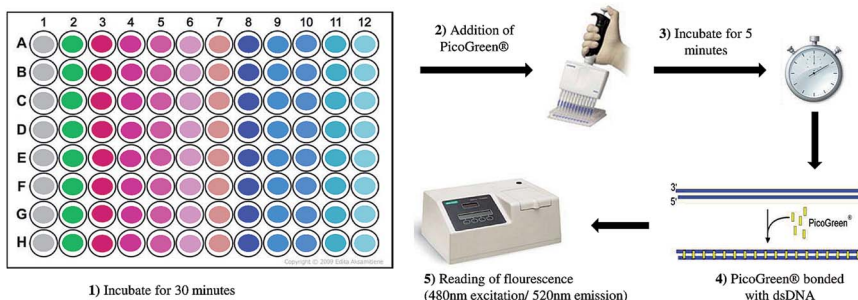 1 2 3 4 5 6 7 8 9 10 11 12
A
B
C
D
E
F
G
H
Copyright © 2009 Edita Aksamitiene
1) Incubate for 30 minutes
2) Addition of
PicoGreen®
3) Incubate for 5
minutes
3'
5'
PicoGreen®
4) PicoGreen® bonded
with dsDNA
5) Reading of flourescence
(480nm excitation/ 520nm emission)